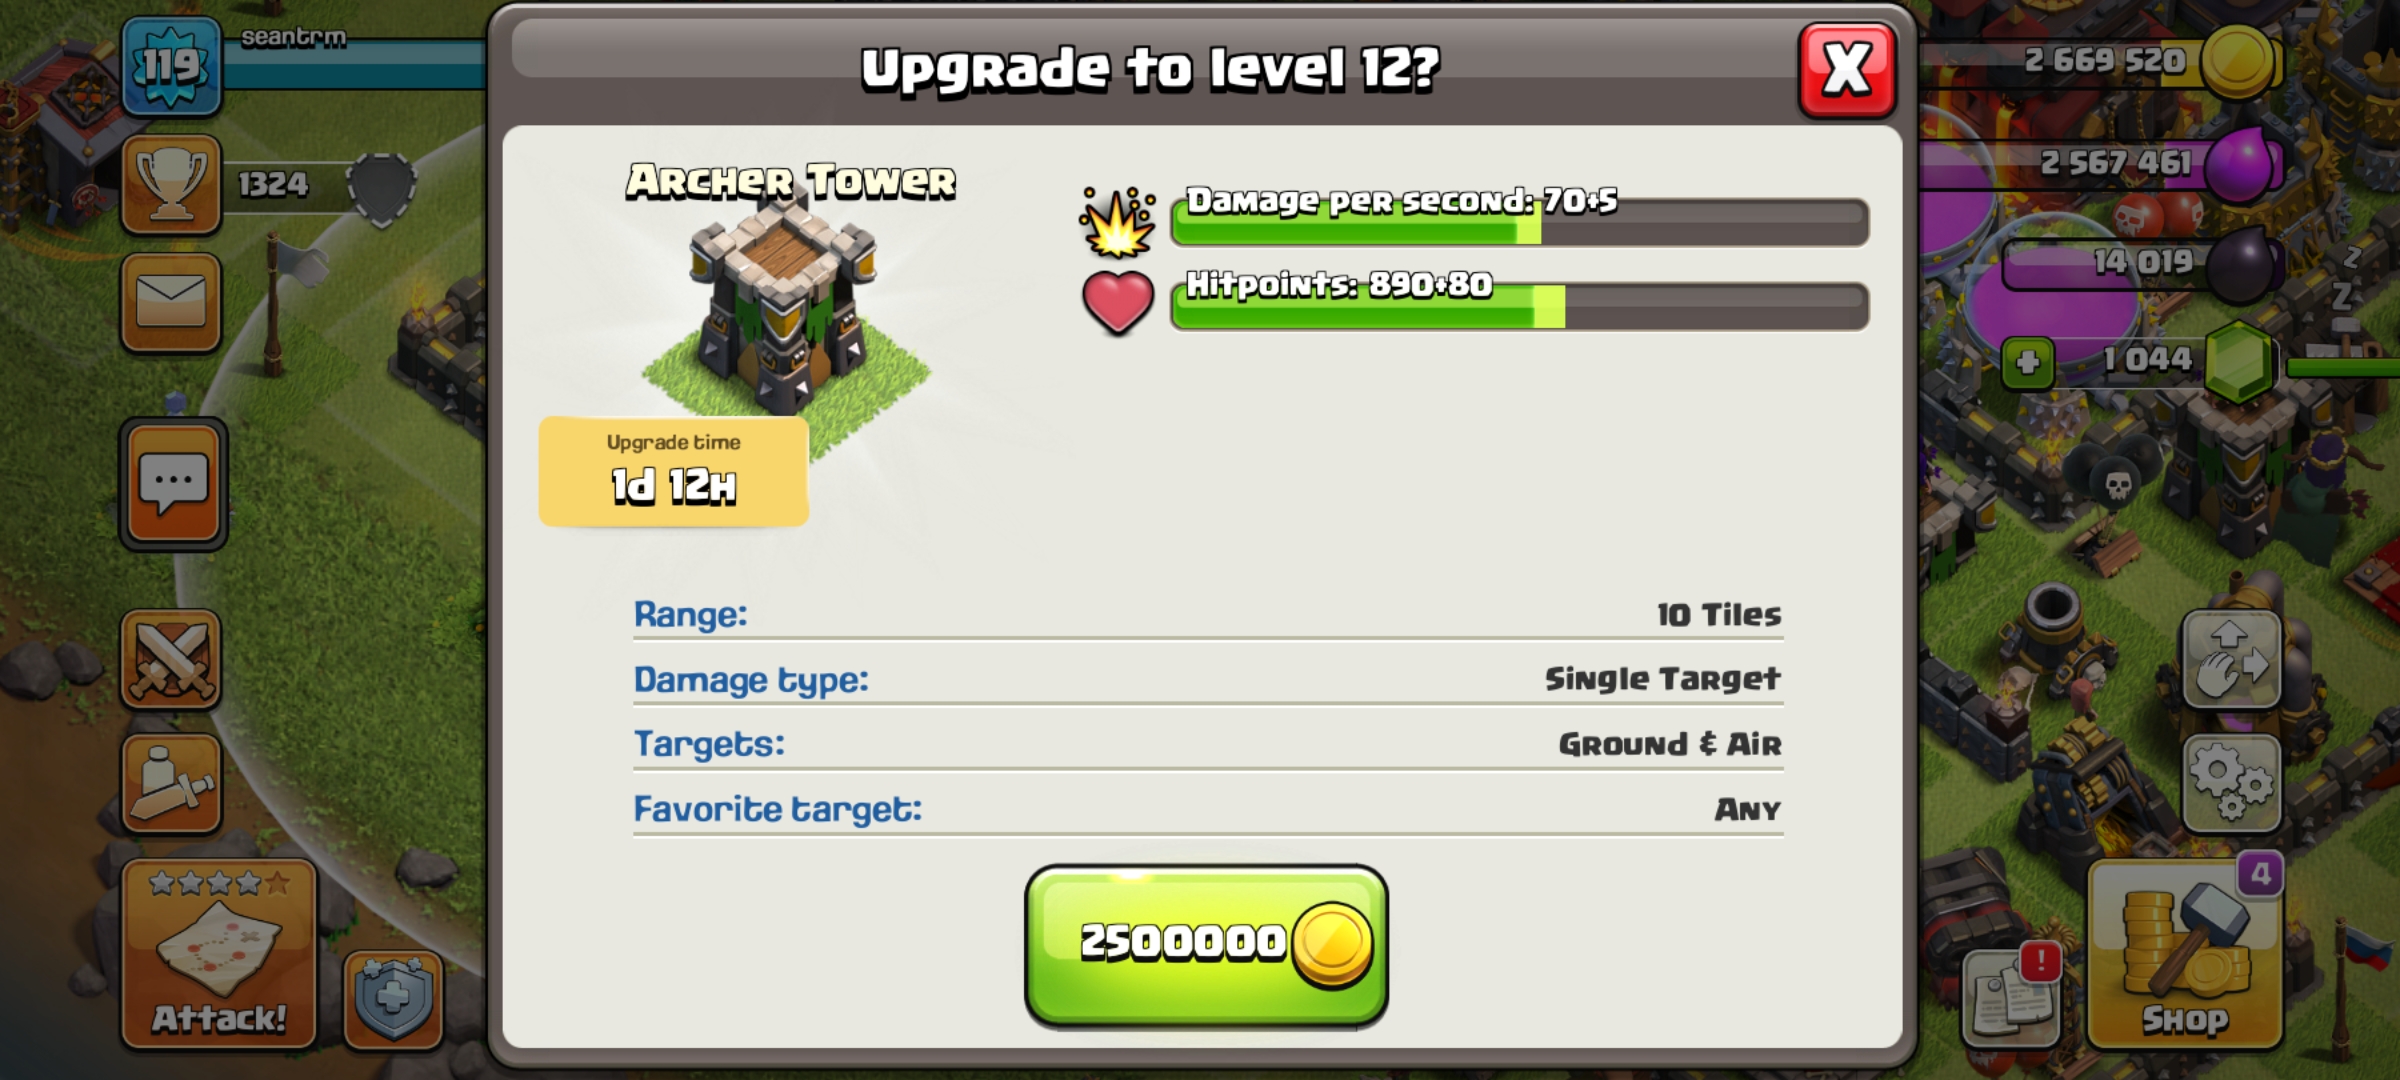 119
seantrm
1324
Attack!
Upgrade to level 12?
X
Archer Tower
Upgrade time
1d 12H
Damage per second: 70+5
Hitpoints: 890+80
Range: 10 Tiles
Damage type: Single Target
Targets: Ground & Air
Favorite target: Any
2500000
2 669 520
2 567 461
14 019
Z
Z
+
1 044
4
!
Shop